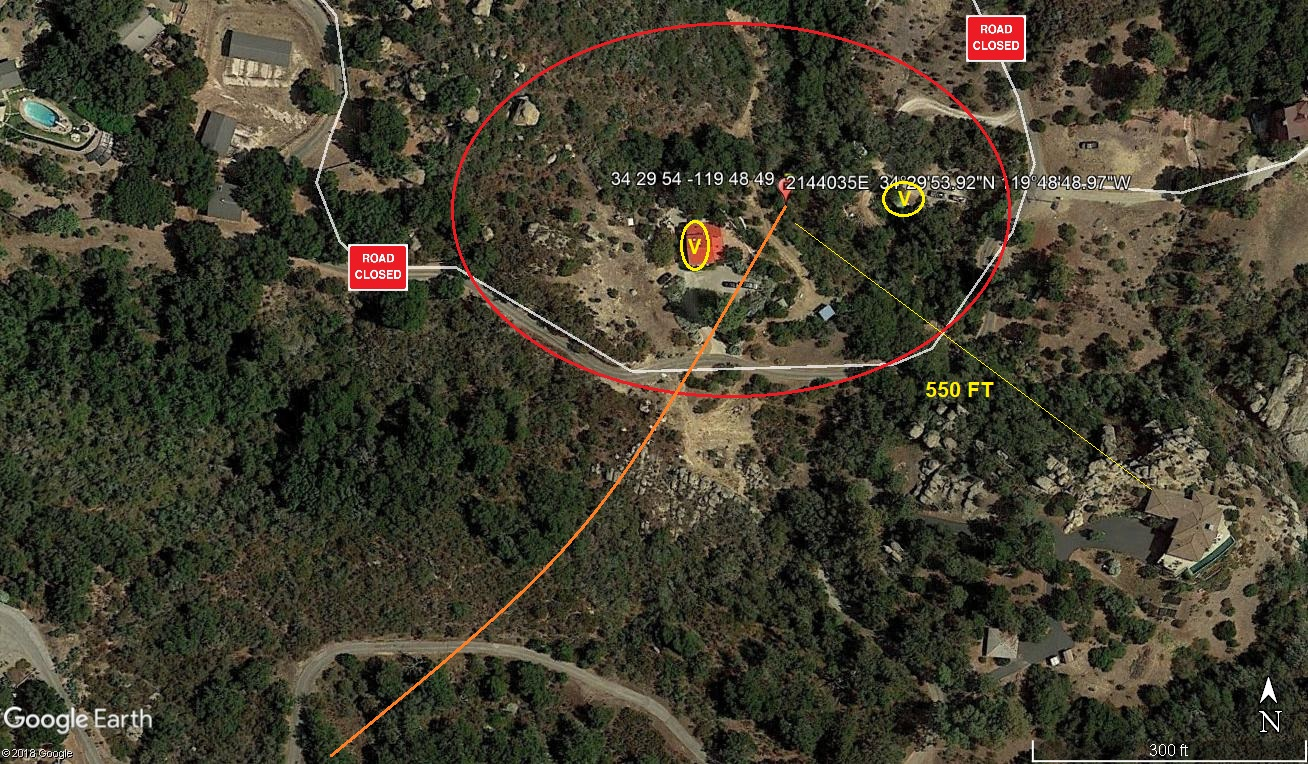 ROAD
CLOSED
34 29 54 -119 48 49
2144035E 34°29'53.92"N 119°48'48.97"W
V
V
ROAD
CLOSED
550 FT
Google Earth
N
©2018 Google
300 ft